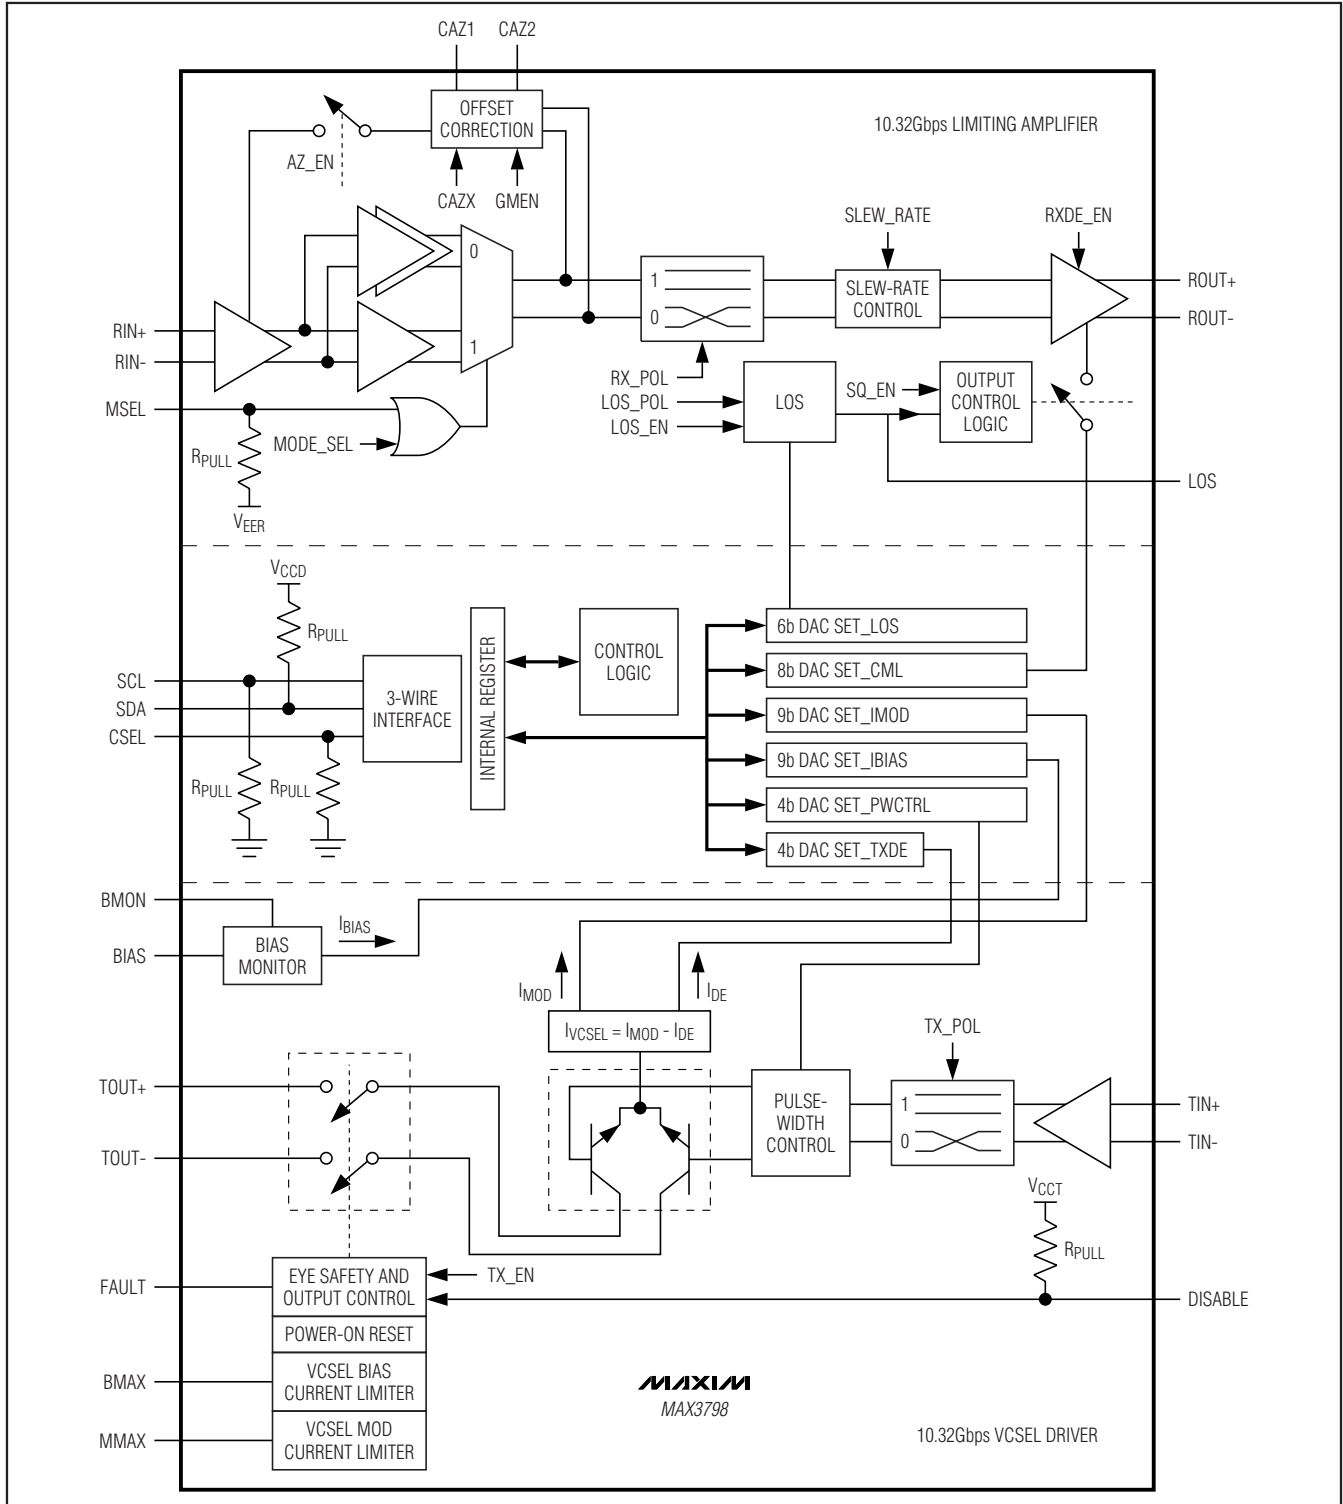 CAZ1
CAZ2
OFFSET
CORRECTION
10.32Gbps LIMITING AMPLIFIER
AZ_EN
CAZX
GMEN
SLEW_RATE
RXDE_EN
0
1
1
0
SLEW-RATE
CONTROL
ROUT+
ROUT-
RIN+
RIN-
MSEL
RX_POL
LOS_POL
LOS_EN
LOS
SQ_EN
OUTPUT
CONTROL
LOGIC
MODE_SEL
RPULL
VEER
LOS
VCCD
RPULL
SCL
SDA
CSEL
3-WIRE
INTERFACE
INTERNAL REGISTER
CONTROL
LOGIC
6b DAC SET_LOS
8b DAC SET_CML
9b DAC SET_IMOD
9b DAC SET_IBIAS
4b DAC SET_PWCTRL
4b DAC SET_TXDE
RPULL
RPULL
BMON
BIAS
BIAS
MONITOR
IBIAS
IMOD
IDE
IVCSEL = IMOD - IDE
TX_POL
TOUT+
TOUT-
PULSE-
WIDTH
CONTROL
1
0
TIN+
TIN-
VCCT
RPULL
FAULT
EYE SAFETY AND
OUTPUT CONTROL
TX_EN
DISABLE
POWER-ON RESET
BMAX
VCSEL BIAS
CURRENT LIMITER
MMAX
VCSEL MOD
CURRENT LIMITER
MAXIM
MAX3798
10.32Gbps VCSEL DRIVER